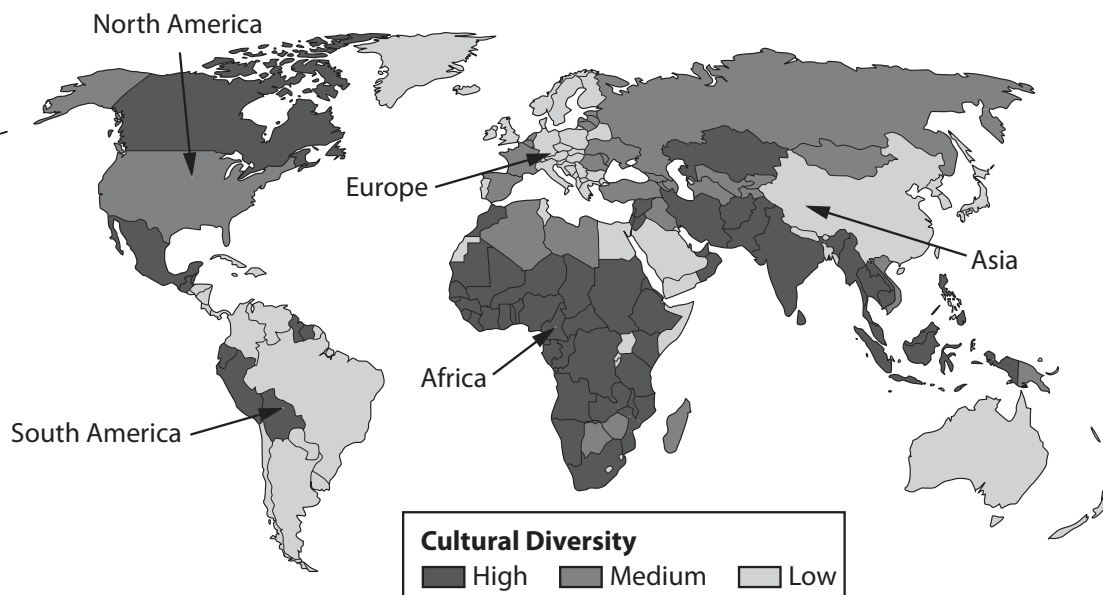 North America
Europe
Asia
Africa
South America
Cultural Diversity
High Medium Low